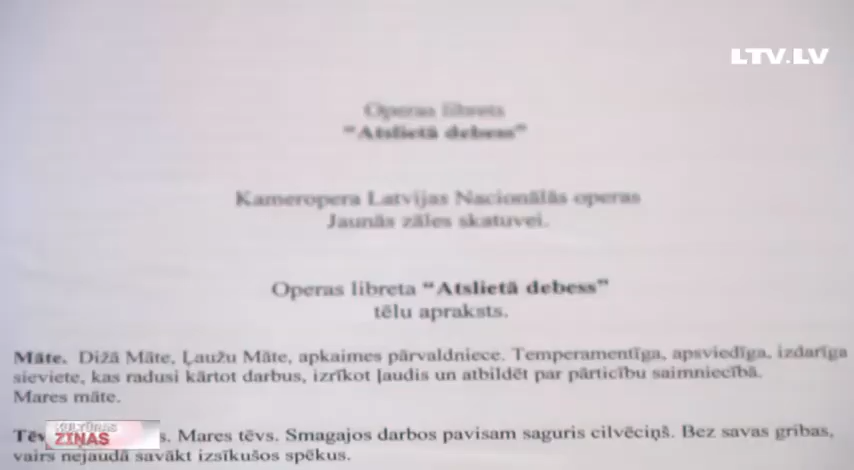 LTV.LV
Operas librets
“Atslietā debess”
Kameropera Latvijas Nacionālās operas
Jaunās zāles skatuvei.
Operas libreta “Atslietā debess”
tēlu apraksts.
Māte. Dižā Māte, Ļaužu Māte, apkaimes pārvaldniece. Temperamentīga, apsviedīga, izdarīga
sieviete, kas radusi kārtot darbus, izrīkot ļaudis un atbildēt par pārticību saimniecībā.
Mares māte.
KULTŪRAS
ZIŅAS
Mares tēvs. Smagajos darbos pavisam saguris cilvēciņš. Bez savas gribas,
vairs nejaudā savākt izsīkušos spēkus.